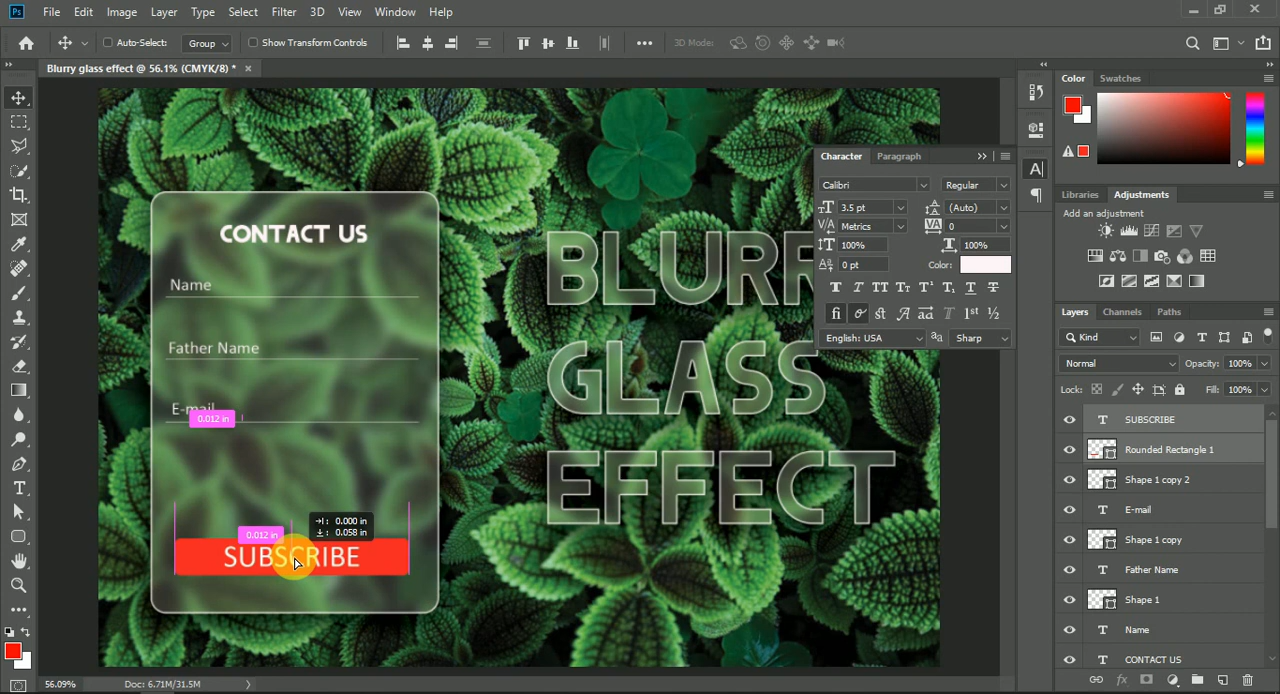 Ps File Edit Image Layer Type Select Filter 3D View Window Help
Auto-Select: Group Show Transform Controls 3D Mode:
Blurry glass effect @ 56.1% (CMYK/8) *
CONTACT US
Name
Father Name
E-mail
0.012 in
0.000 in
0.058 in
0.012 in
SUBSCRIBE
BLURR
GLASS
EFFECT
56.09% Doc: 6.71M/31.5M
Character Paragraph
Calibri Regular
3.5 pt (Auto)
Metrics 0
100% 100%
0 pt Color:
English: USA Sharp
Color Swatches
Libraries Adjustments
Add an adjustment
Layers Channels Paths
Kind
Normal Opacity: 100%
Lock: Fill: 100%
SUBSCRIBE
Rounded Rectangle 1
Shape 1 copy 2
E-mail
Shape 1 copy
Father Name
Shape 1
Name
CONTACT US